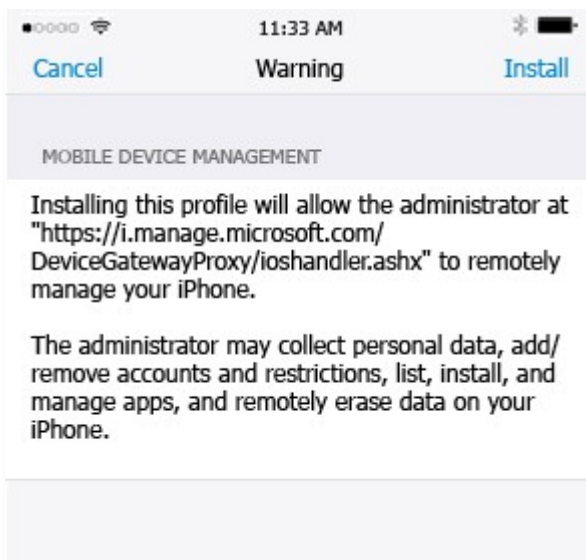 11:33 AM
Cancel Warning Install
MOBILE DEVICE MANAGEMENT
Installing this profile will allow the administrator at
"https://i.manage.microsoft.com/
DeviceGatewayProxy/ioshandler.ashx" to remotely
manage your iPhone.
The administrator may collect personal data, add/
remove accounts and restrictions, list, install, and
manage apps, and remotely erase data on your
iPhone.